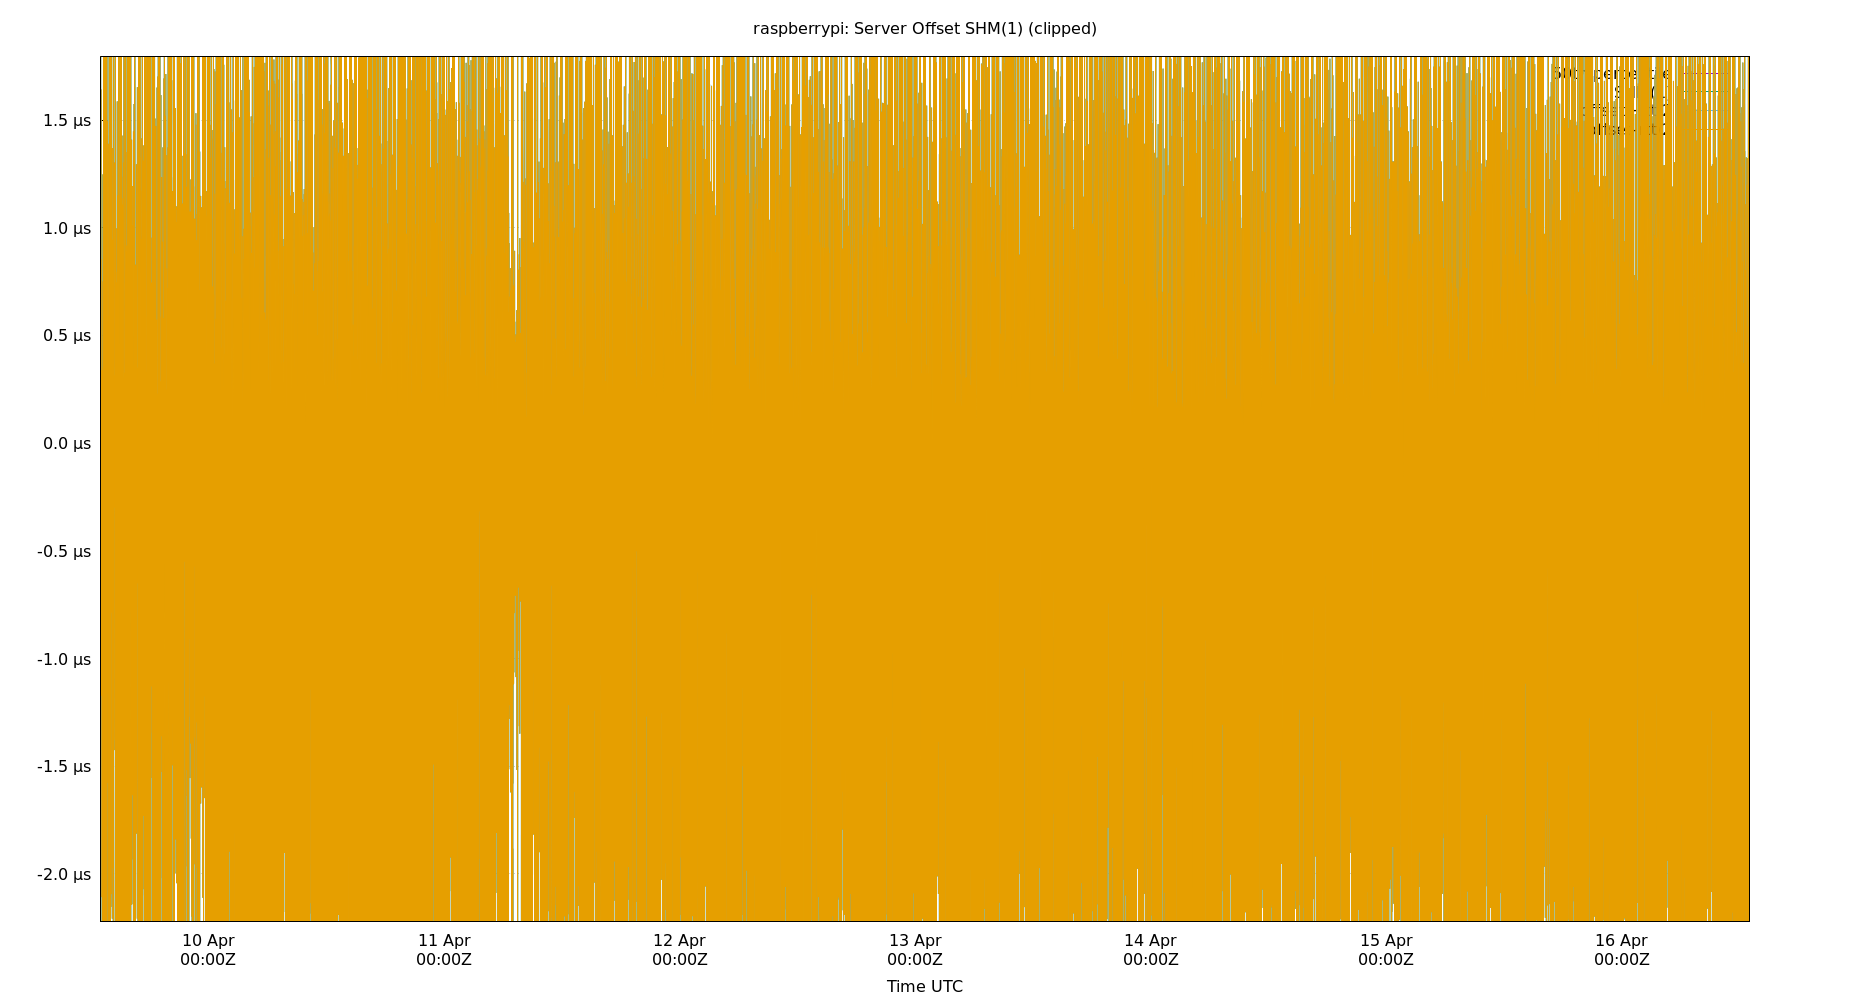 raspberrypi: Server Offset SHM(1) (clipped)
1.5 µs
1.0 µs
0.5 µs
0.0 µs
-0.5 µs
-1.0 µs
-1.5 µs
-2.0 µs
10 Apr 11 Apr 12 Apr 13 Apr 14 Apr 15 Apr 16 Apr
00:00Z 00:00Z 00:00Z 00:00Z 00:00Z 00:00Z 00:00Z
Time UTC